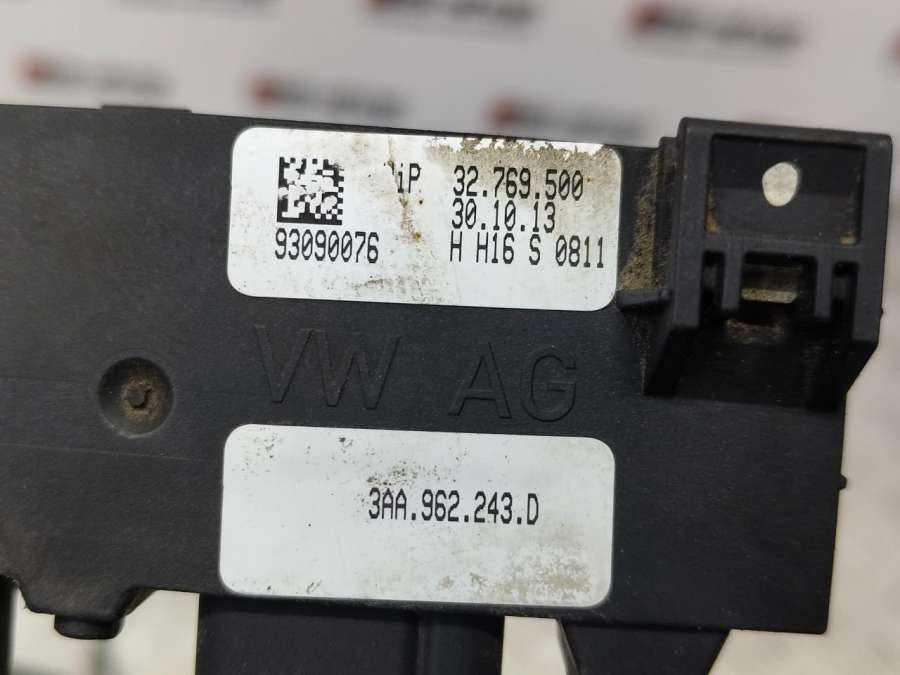 iP 32.769.500
30.10.13
93090076 H H16 S 0811
VW AG
3AA.962.243.D